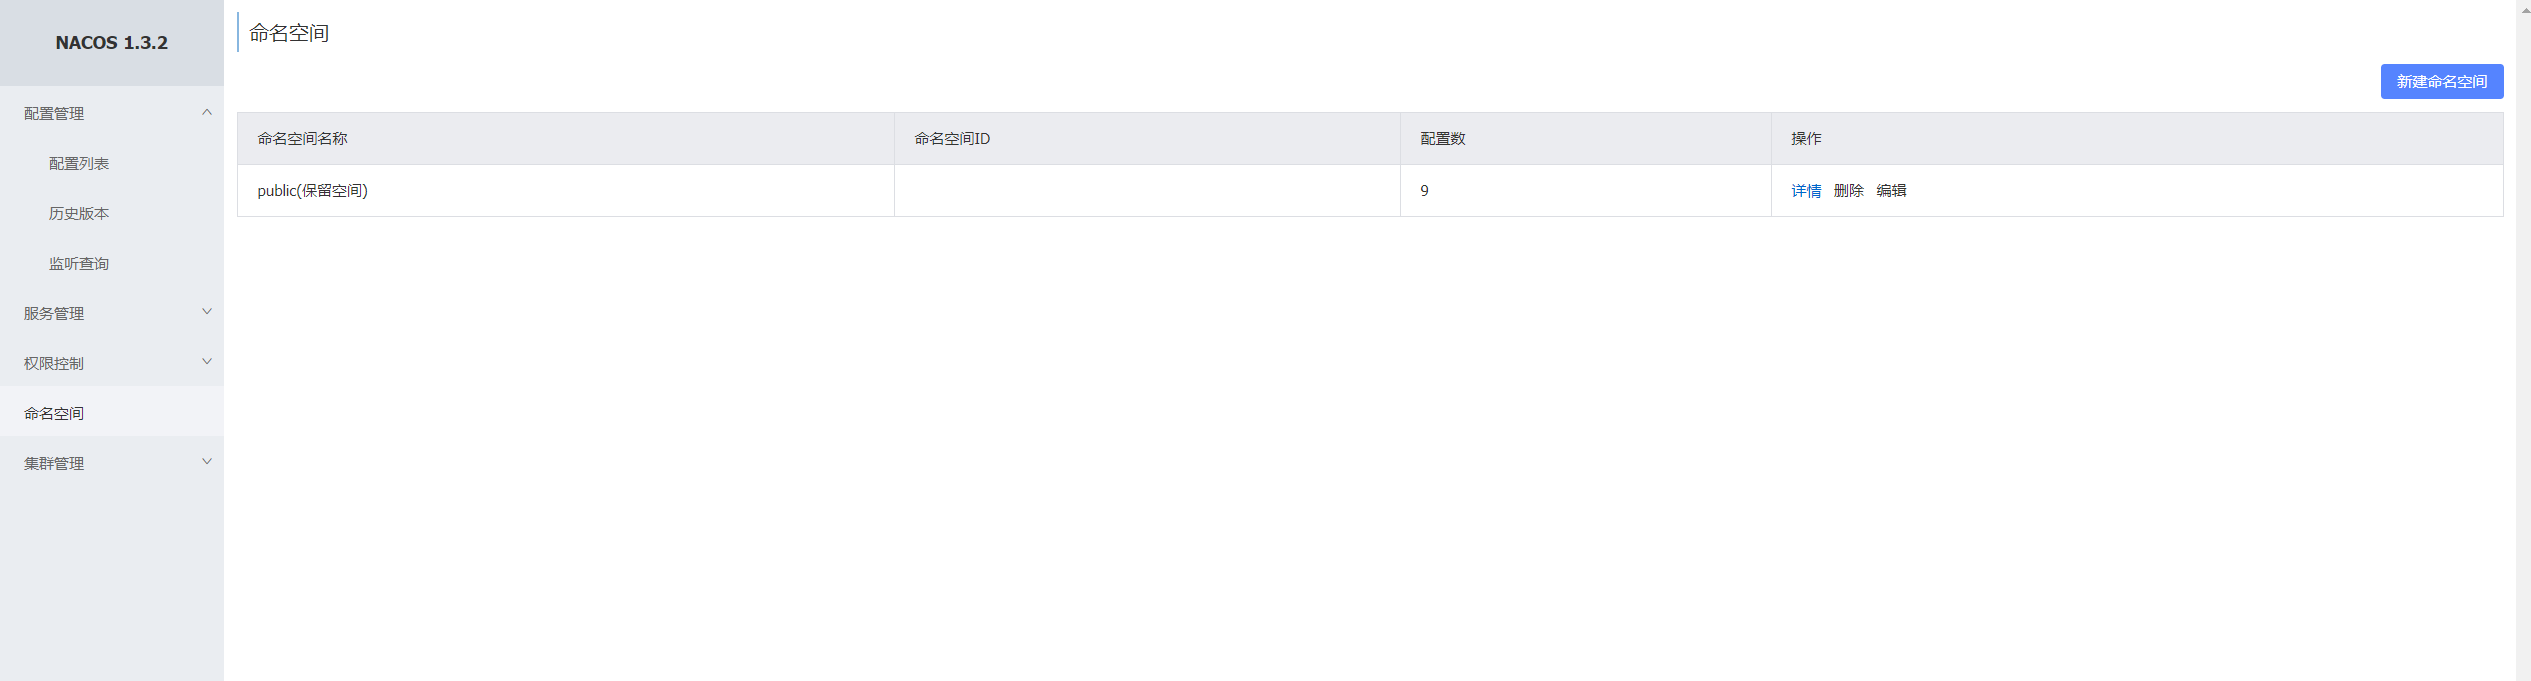 NACOS 1.3.2
配置管理
配置列表
历史版本
监听查询
服务管理
权限控制
命名空间
集群管理
命名空间
新建命名空间
命名空间名称 命名空间ID 配置数 操作
public(保留空间) 9 详情 删除 编辑